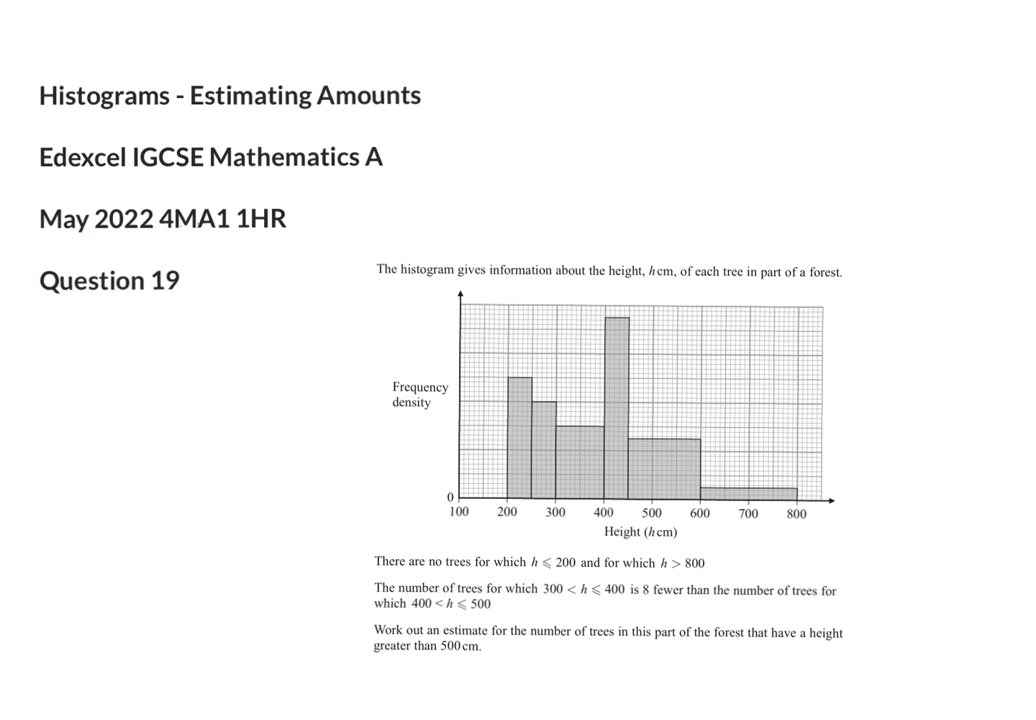 Histograms - Estimating Amounts
Edexcel IGCSE Mathematics A
May 2022 4MA1 1HR
Question 19
The histogram gives information about the height, h cm, of each tree in part of a forest.
Frequency
density
0
100 200 300 400 500 600 700 800
Height (h cm)
There are no trees for which h ⩽ 200 and for which h > 800
The number of trees for which 300 < h ⩽ 400 is 8 fewer than the number of trees for
which 400 < h ⩽ 500
Work out an estimate for the number of trees in this part of the forest that have a height
greater than 500 cm.